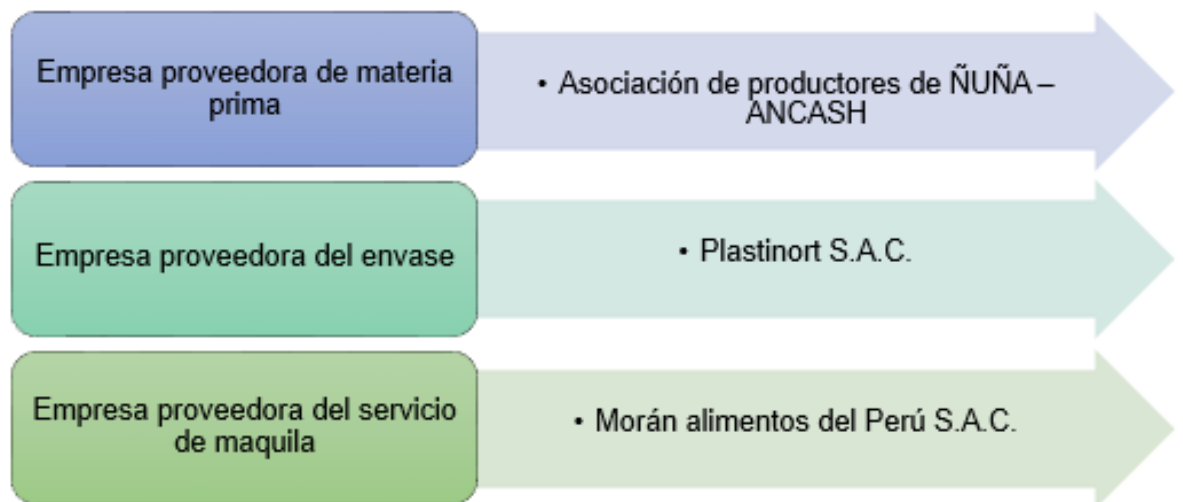 Empresa proveedora de materia
prima
• Asociación de productores de ÑUÑA –
ANCASH
Empresa proveedora del envase
• Plastinort S.A.C.
Empresa proveedora del servicio
de maquila
• Morán alimentos del Perú S.A.C.